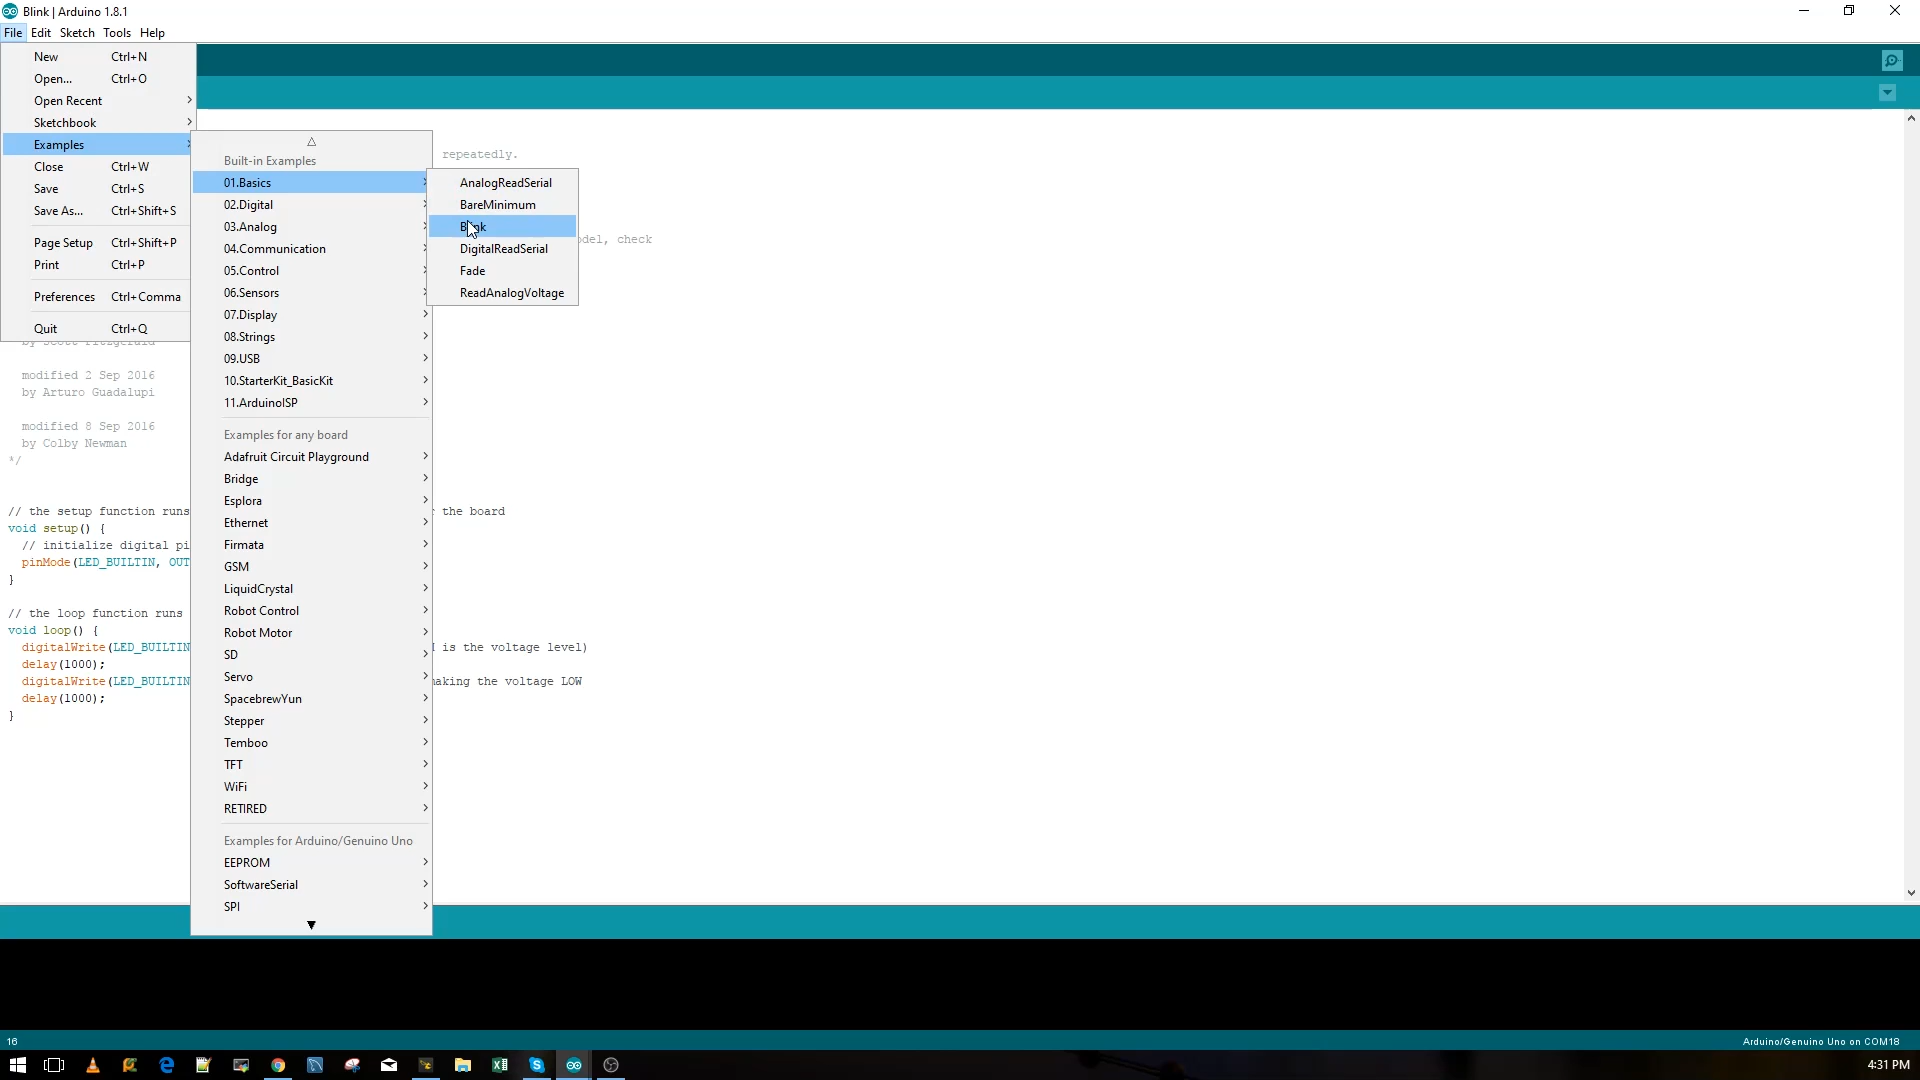 Blink | Arduino 1.8.1
File Edit Sketch Tools Help
New Ctrl+N
Open... Ctrl+O
Open Recent
Sketchbook
Examples
Close Ctrl+W
Save Ctrl+S
Save As... Ctrl+Shift+S
Page Setup Ctrl+Shift+P
Print Ctrl+P
Preferences Ctrl+Comma
Quit Ctrl+Q
Built-in Examples
01.Basics
02.Digital
03.Analog
04.Communication
05.Control
06.Sensors
07.Display
08.Strings
09.USB
10.StarterKit_BasicKit
11.ArduinoISP
Examples for any board
Adafruit Circuit Playground
Bridge
Esplora
Ethernet
Firmata
GSM
LiquidCrystal
Robot Control
Robot Motor
SD
Servo
SpacebrewYun
Stepper
Temboo
TFT
WiFi
RETIRED
Examples for Arduino/Genuino Uno
EEPROM
SoftwareSerial
SPI
AnalogReadSerial
BareMinimum
Blink
DigitalReadSerial
Fade
ReadAnalogVoltage
repeatedly.
, check
by Scott Fitzgerald
modified 2 Sep 2016
by Arturo Guadalupi
modified 8 Sep 2016
by Colby Newman
*/
// the setup function runs the board
void setup() {
// initialize digital pi
pinMode(LED_BUILTIN, OUT
}
// the loop function runs
void loop() {
digitalWrite(LED_BUILTIN is the voltage level)
delay(1000);
digitalWrite(LED_BUILTIN making the voltage LOW
delay(1000);
}
16
Arduino/Genuino Uno on COM18
4:31 PM